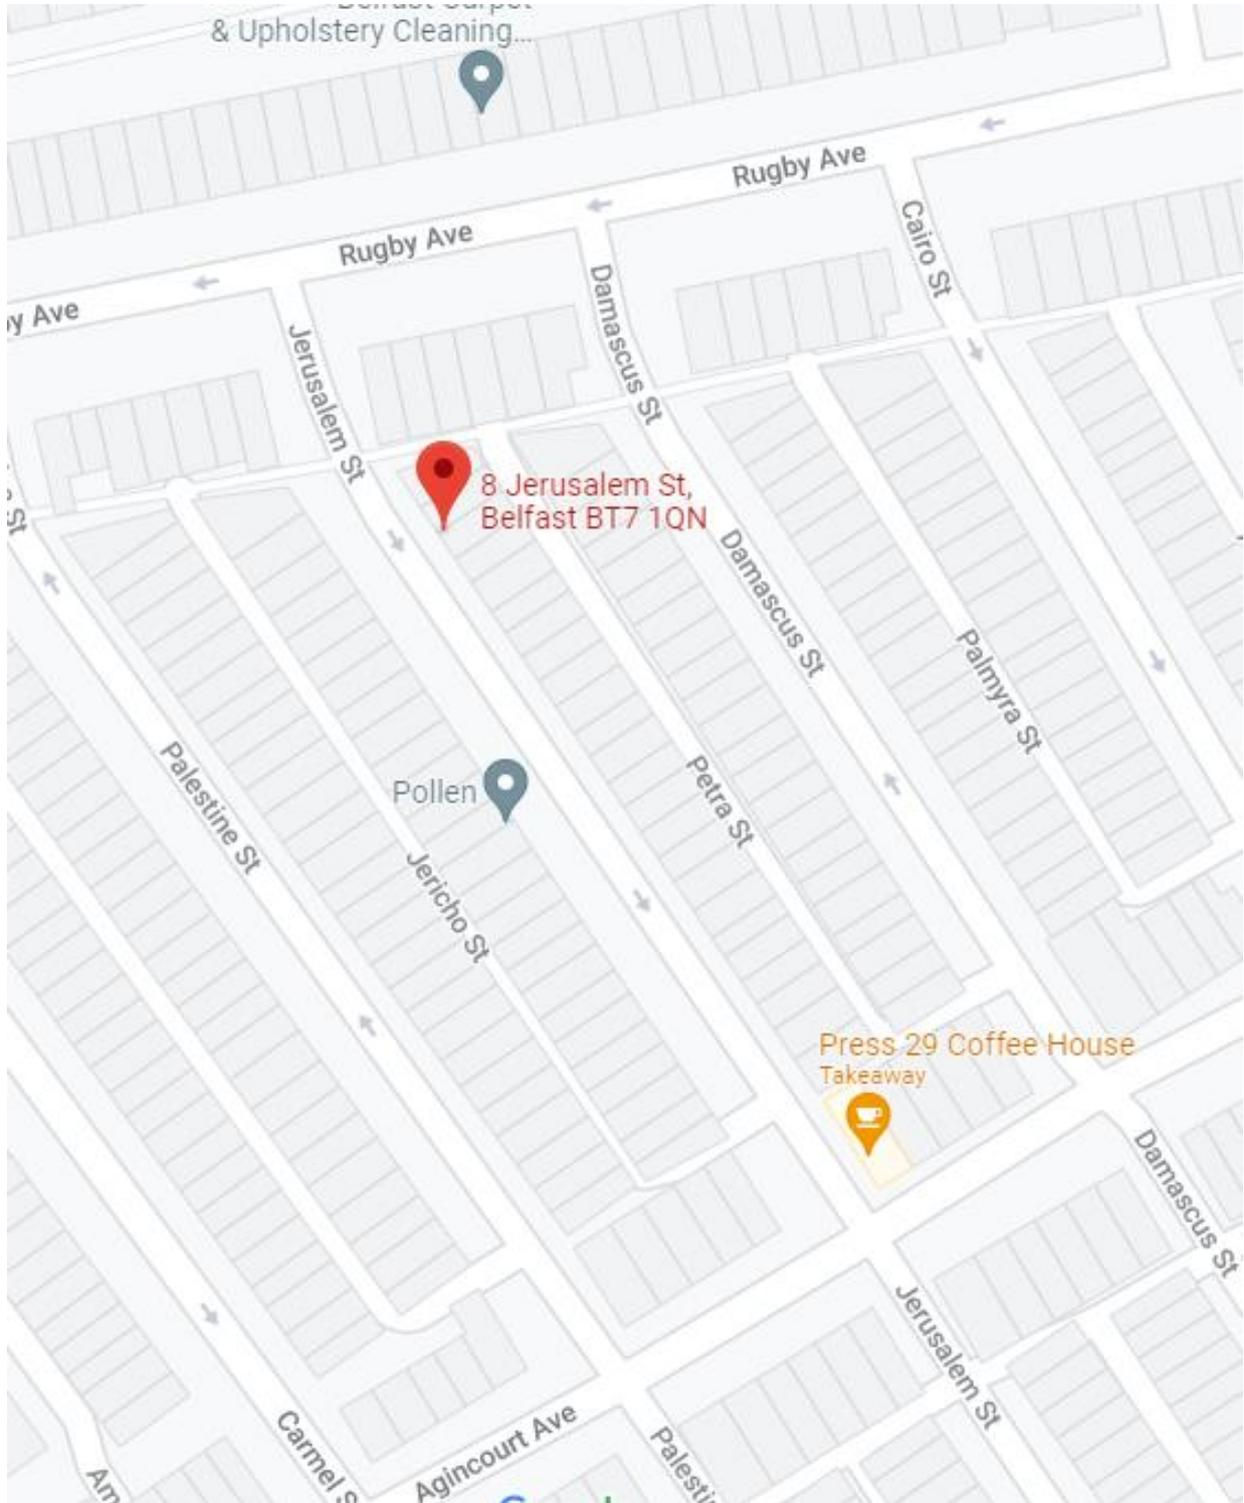 & Upholstery Cleaning...
Rugby Ave
Rugby Ave
Cairo St
Damascus St
Jerusalem St
Ave
St
8 Jerusalem St,
Belfast BT7 1QN
Damascus St
Palmyra St
Palestine St
Petra St
Pollen
Jericho St
Press 29 Coffee House
Takeaway
Damascus St
Jerusalem St
Agincourt Ave
Carmel